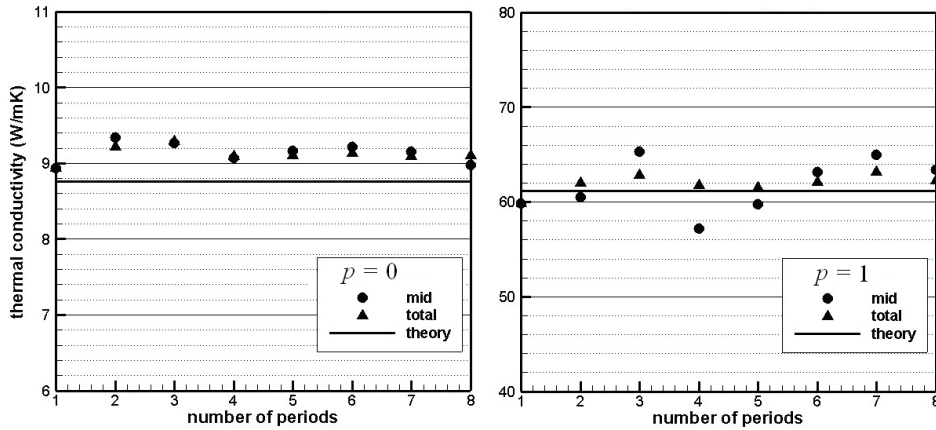 thermal conductivity (W/mK)
11
10
9
8
7
6
1 2 3 4 5 6 7 8
number of periods
p = 0
mid
total
theory
80
70
60
50
40
1 2 3 4 5 6 7 8
number of periods
p = 1
mid
total
theory